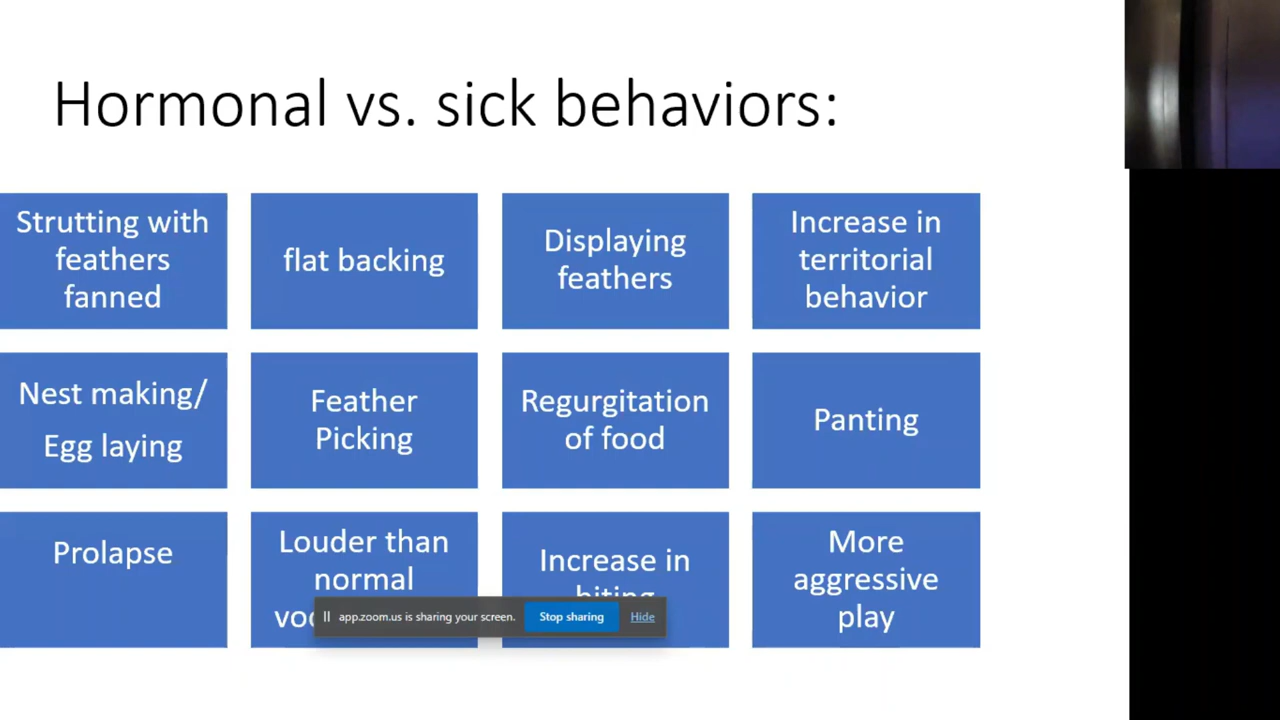 Hormonal vs. sick behaviors:
Strutting with
feathers
fanned
flat backing
Displaying
feathers
Increase in
territorial
behavior
Nest making/
Egg laying
Feather
Picking
Regurgitation
of food
Panting
Prolapse
Louder than
normal
Increase in
biting
More
aggressive
play
app.zoom.us is sharing your screen.
Stop sharing
Hide